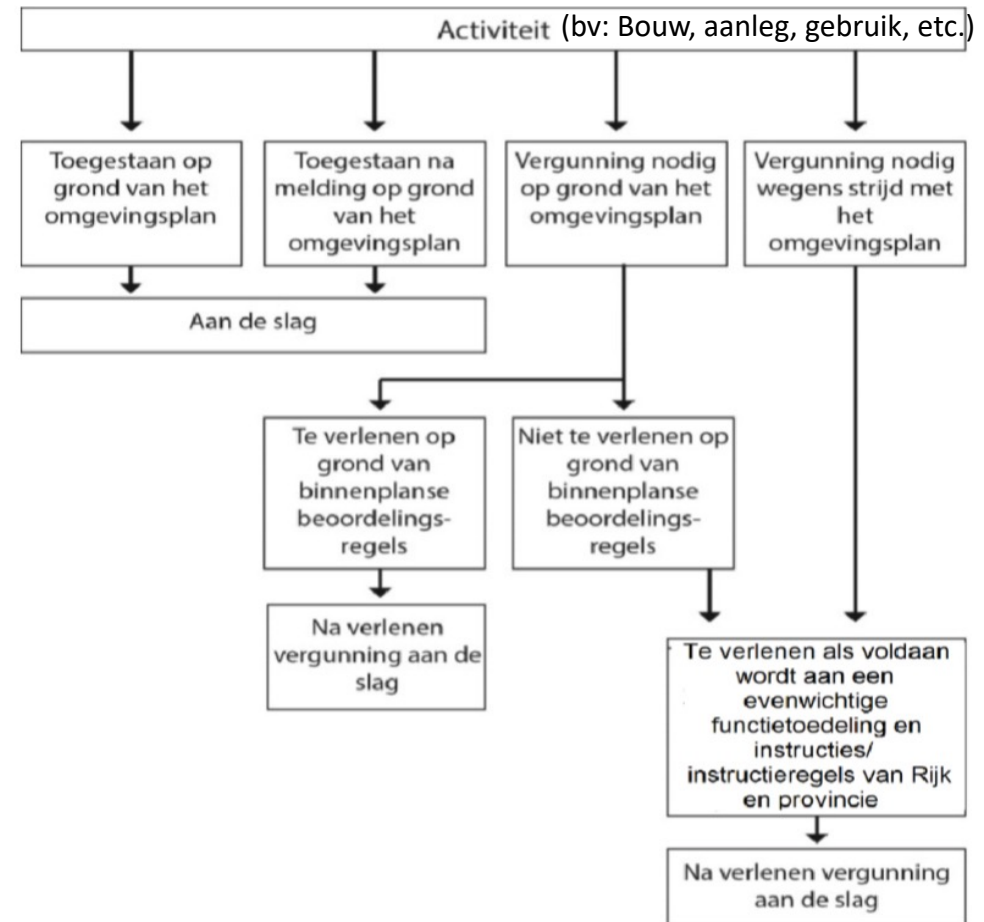 Activiteit (bv: Bouw, aanleg, gebruik, etc.)
Toegestaan op
grond van het
omgevingsplan
Toegestaan na
melding op grond
van het
omgevingsplan
Vergunning nodig
op grond van het
omgevingsplan
Vergunning nodig
wegens strijd met
het
omgevingsplan
Aan de slag
Te verlenen op
grond van
binnenplanse
beoordelings-
regels
Niet te verlenen op
grond van
binnenplanse
beoordelings-
regels
Na verlenen
vergunning aan de
slag
Te verlenen als voldaan
wordt aan een
evenwichtige
functietoedeling en
instructies/
instructieregels van Rijk
en provincie
Na verlenen vergunning
aan de slag